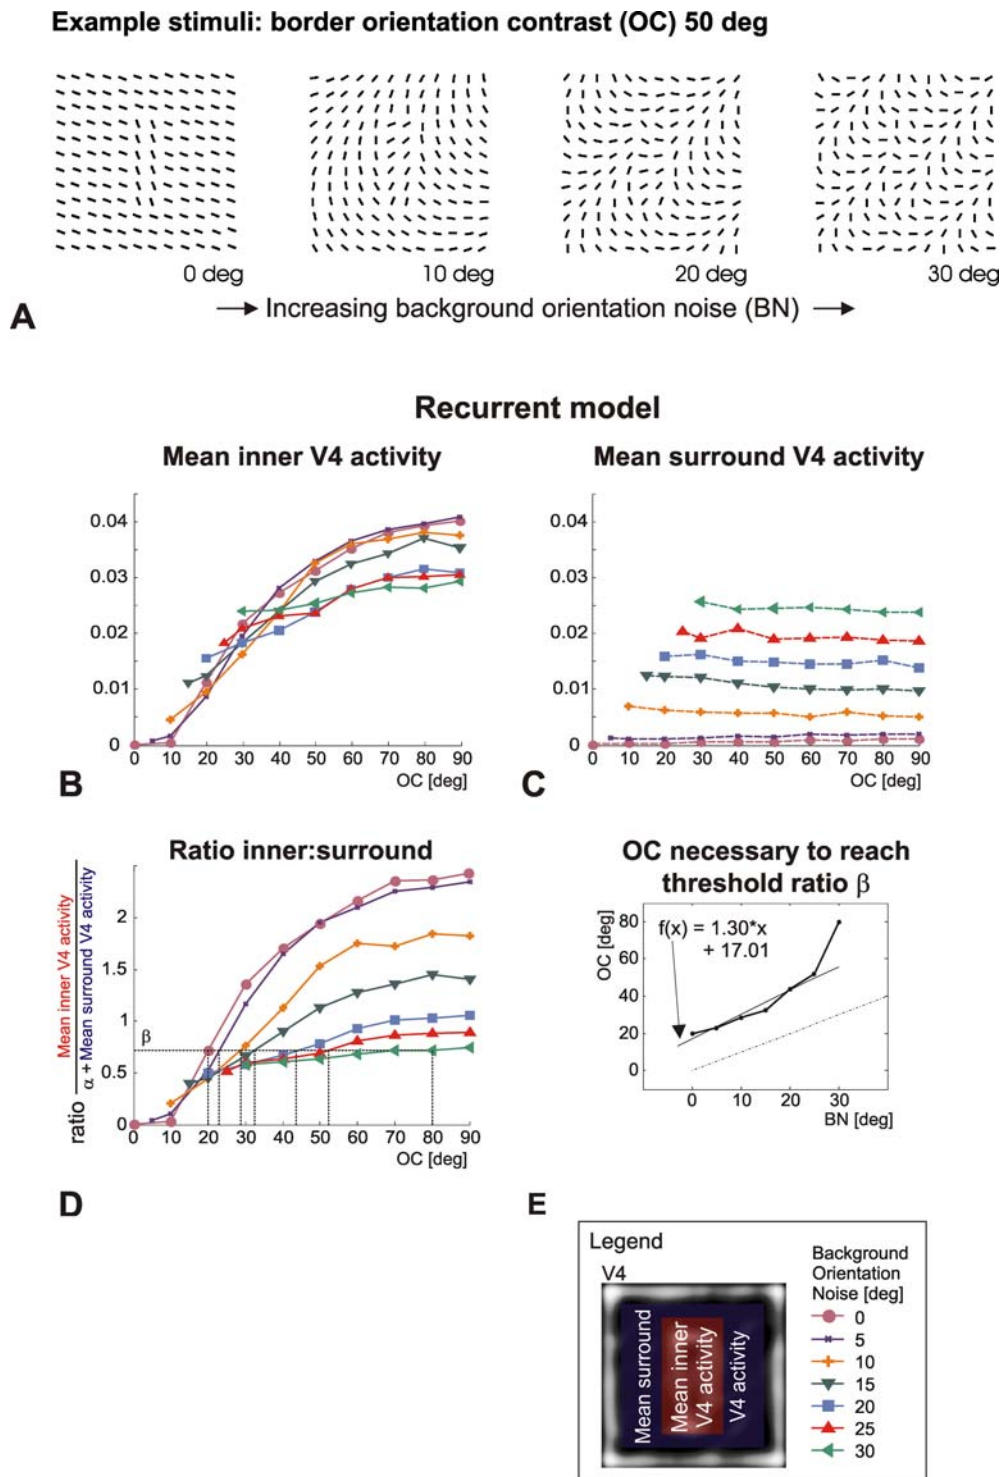 Example stimuli: border orientation contrast (OC) 50 deg
0 deg
10 deg
20 deg
30 deg
Increasing background orientation noise (BN)
A
Recurrent model
Mean inner V4 activity
0.04
0.03
0.02
0.01
0
0 10 20 30 40 50 60 70 80 90
OC [deg]
B
Mean surround V4 activity
0.04
0.03
0.02
0.01
0
0 10 20 30 40 50 60 70 80 90
OC [deg]
C
Ratio inner:surround
ratio
Mean inner V4 activity
α + Mean surround V4 activity
2
1
0.5
0
β
0 10 20 30 40 50 60 70 80 90
OC [deg]
D
OC necessary to reach
threshold ratio β
OC [deg]
80
60
40
20
0
f(x) = 1.30*x
+ 17.01
0 10 20 30
BN [deg]
E
Legend
V4
Mean surround
Mean inner
V4 activity
V4 activity
Background
Orientation
Noise [deg]
0
5
10
15
20
25
30